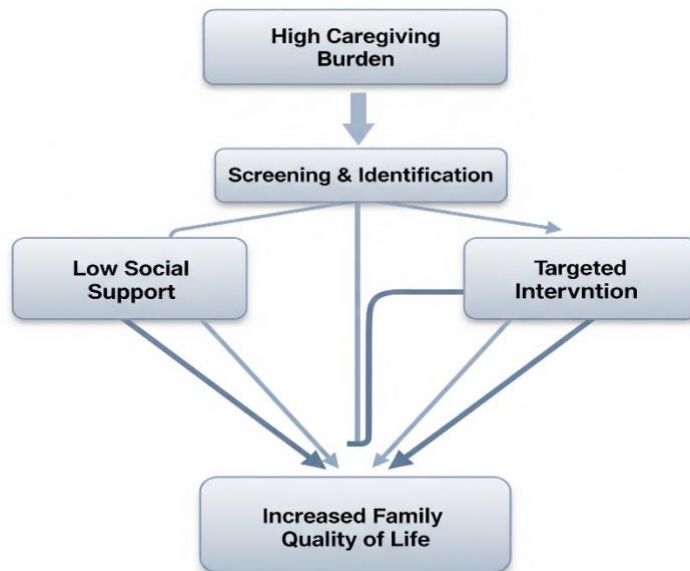 High Caregiving
Burden
Screening & Identification
Low Social
Support
Targeted
Intervntion
Increased Family
Quality of Life